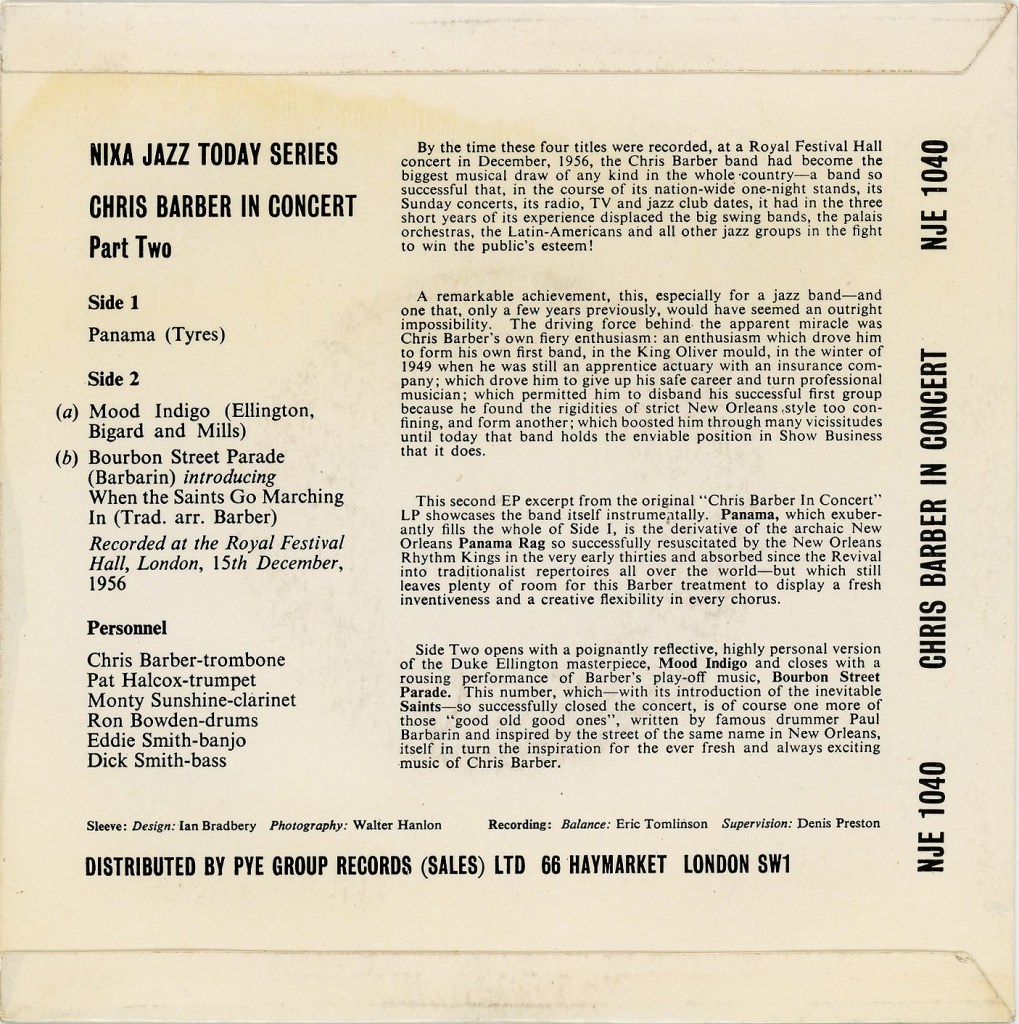 NIXA JAZZ TODAY SERIES
CHRIS BARBER IN CONCERT
Part Two
Side 1
Panama (Tyres)
Side 2
(a) Mood Indigo (Ellington,
Bigard and Mills)
(b) Bourbon Street Parade
(Barbarin) introducing
When the Saints Go Marching
In (Trad. arr. Barber)
Recorded at the Royal Festival
Hall, London, 15th December,
1956
Personnel
Chris Barber-trombone
Pat Halcox-trumpet
Monty Sunshine-clarinet
Ron Bowden-drums
Eddie Smith-banjo
Dick Smith-bass
By the time these four titles were recorded, at a Royal Festival Hall
concert in December, 1956, the Chris Barber band had become the
biggest musical draw of any kind in the whole country—a band so
successful that, in the course of its nation-wide one-night stands, its
Sunday concerts, its radio, TV and jazz club dates, it had in the three
short years of its experience displaced the big swing bands, the palais
orchestras, the Latin-Americans and all other jazz groups in the fight
to win the public's esteem!
A remarkable achievement, this, especially for a jazz band—and
one that, only a few years previously, would have seemed an outright
impossibility. The driving force behind the apparent miracle was
Chris Barber's own fiery enthusiasm: an enthusiasm which drove him
to form his own first band, in the King Oliver mould, in the winter of
1949 when he was still an apprentice actuary with an insurance com-
pany; which drove him to give up his safe career and turn professional
musician; which permitted him to disband his successful first group
because he found the rigidities of strict New Orleans style too con-
fining, and form another; which boosted him through many vicissitudes
until today that band holds the enviable position in Show Business
that it does.
This second EP excerpt from the original "Chris Barber In Concert"
LP showcases the band itself instrumentally. Panama, which exuber-
antly fills the whole of Side I, is the derivative of the archaic New
Orleans Panama Rag so successfully resuscitated by the New Orleans
Rhythm Kings in the very early thirties and absorbed since the Revival
into traditionalist repertoires all over the world—but which still
leaves plenty of room for this Barber treatment to display a fresh
inventiveness and a creative flexibility in every chorus.
Side Two opens with a poignantly reflective, highly personal version
of the Duke Ellington masterpiece, Mood Indigo and closes with a
rousing performance of Barber's play-off music, Bourbon Street
Parade. This number, which—with its introduction of the inevitable
Saints—so successfully closed the concert, is of course one more of
those "good old good ones", written by famous drummer Paul
Barbarin and inspired by the street of the same name in New Orleans,
itself in turn the inspiration for the ever fresh and always exciting
music of Chris Barber.
Sleeve: Design: Ian Bradbery Photography: Walter Hanlon Recording: Balance: Eric Tomlinson Supervision: Denis Preston
DISTRIBUTED BY PYE GROUP RECORDS (SALES) LTD 66 HAYMARKET LONDON SW1
NJE 1040 CHRIS BARBER IN CONCERT NJE 1040